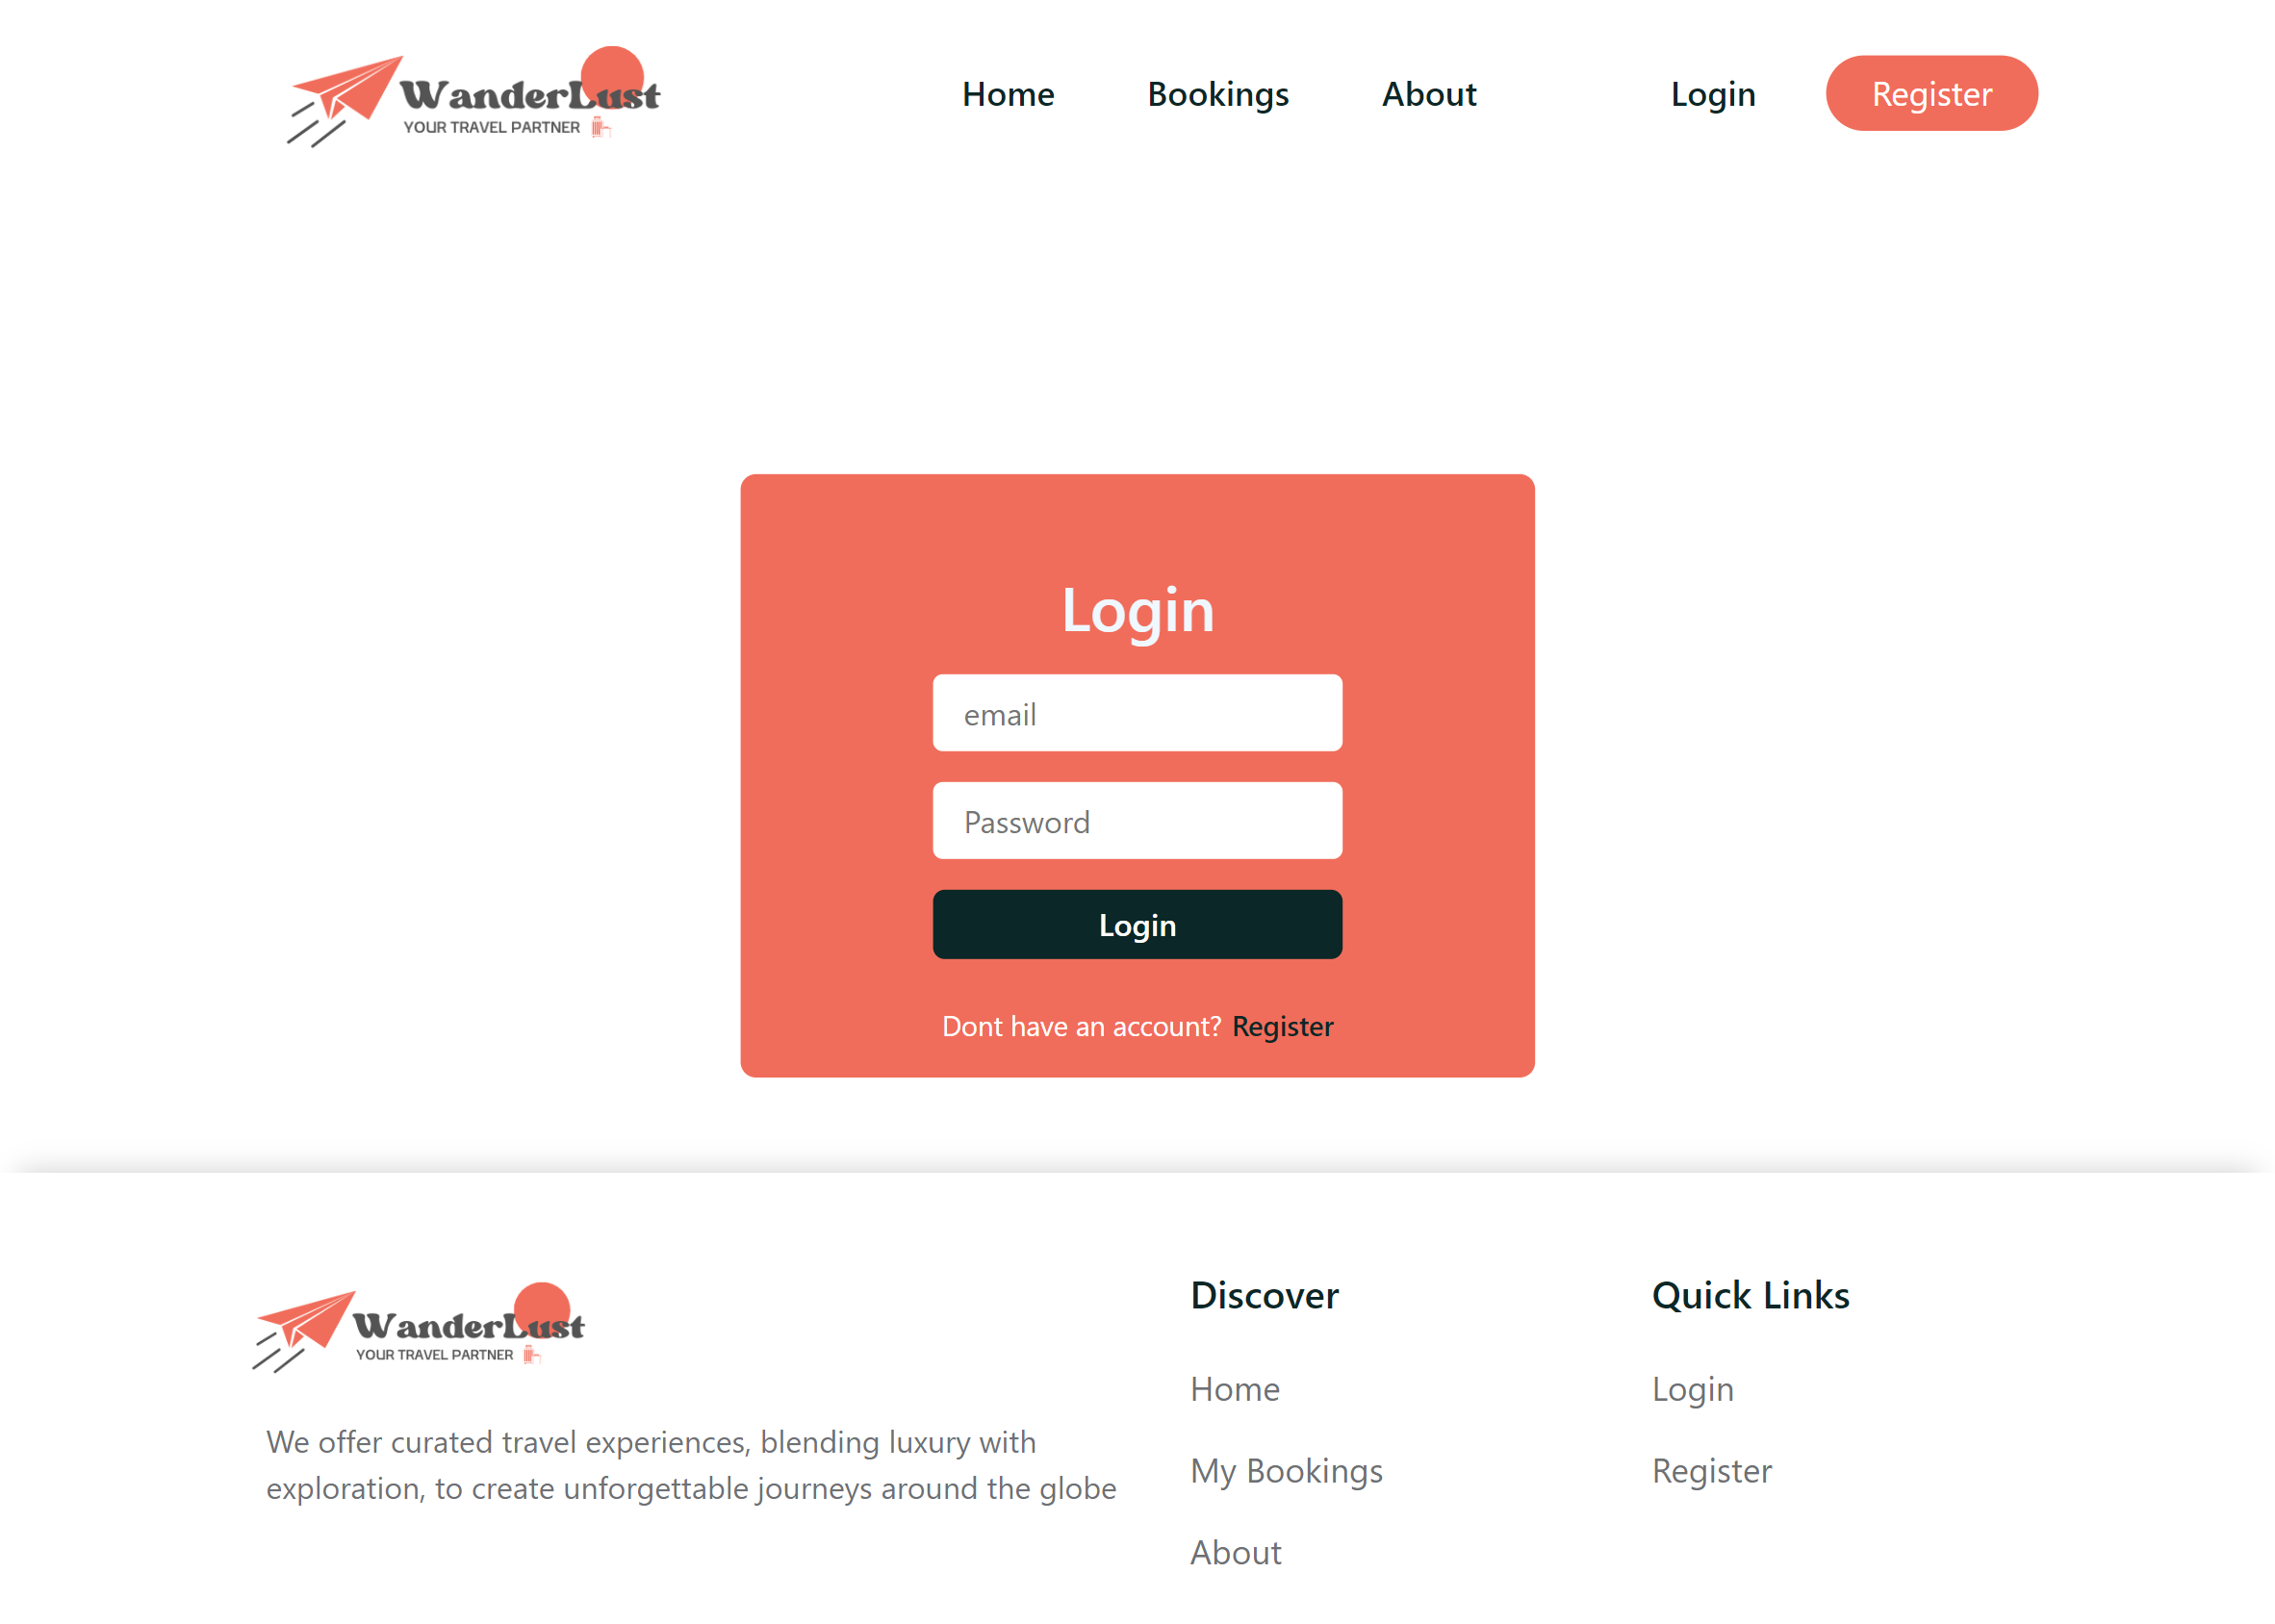 WanderLust
YOUR TRAVEL PARTNER
Home Bookings About Login Register
Login
email
Password
Login
Dont have an account? Register
WanderLust
YOUR TRAVEL PARTNER
We offer curated travel experiences, blending luxury with
exploration, to create unforgettable journeys around the globe
Discover
Home
My Bookings
About
Quick Links
Login
Register